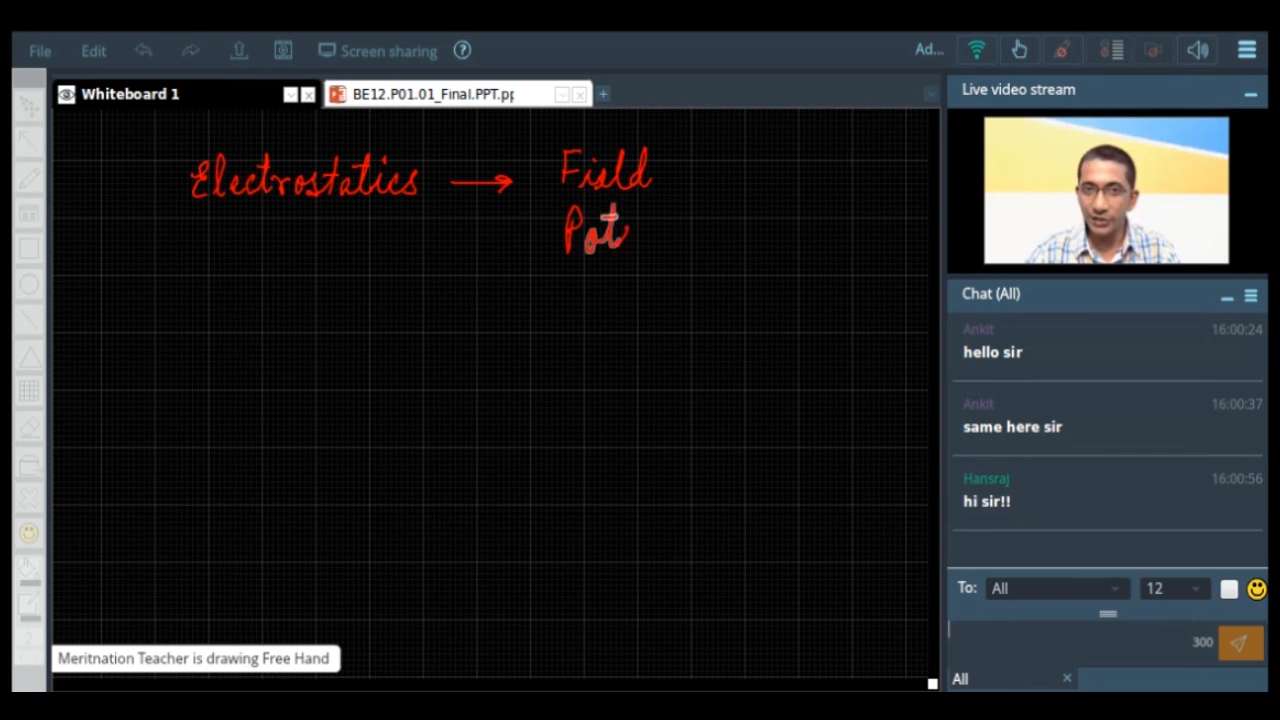 File Edit Screen sharing ? Ad...
Whiteboard 1 BE12.P01.01_Final.PPT.pp +
Electrostatics → Field
Pot
Meritnation Teacher is drawing Free Hand
Live video stream
Chat (All)
Ankit 16:00:24
hello sir
Ankit 16:00:37
same here sir
Hansraj 16:00:56
hi sir!!
To: All 12
300
All